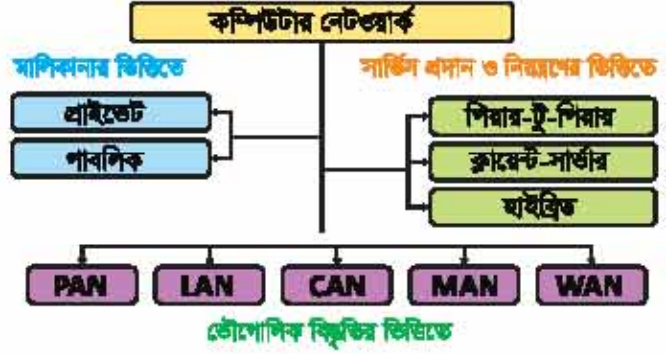 কম্পিউটার নেটওয়ার্ক
মালিকানার ভিত্তিতে
সার্ভিস প্রদান ও নিয়ন্ত্রণের ভিত্তিতে
প্রাইভেট
পাবলিক
পিয়ার-টু-পিয়ার
ক্লায়েন্ট-সার্ভার
হাইব্রিড
PAN LAN CAN MAN WAN
ভৌগোলিক বিস্তৃতির ভিত্তিতে